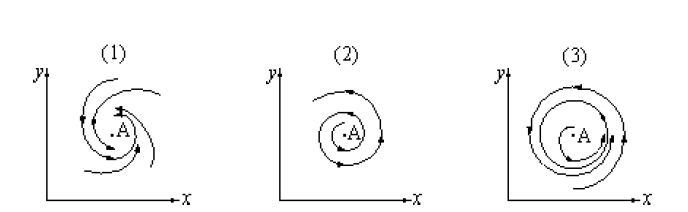 (1) (2) (3)
y y y
A A A
x x x